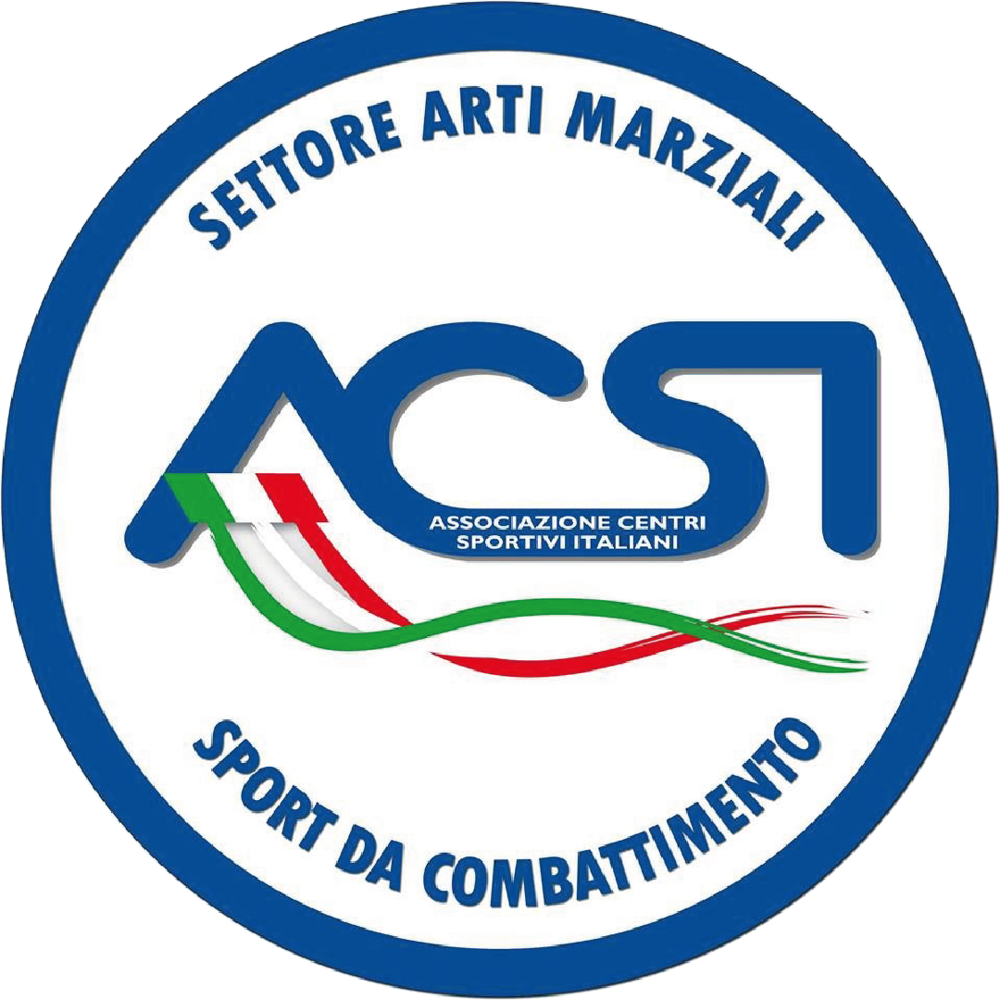 SETTORE ARTI MARZIALI
ACSI
ASSOCIAZIONE CENTRI
SPORTIVI ITALIANI
SPORT DA COMBATTIMENTO